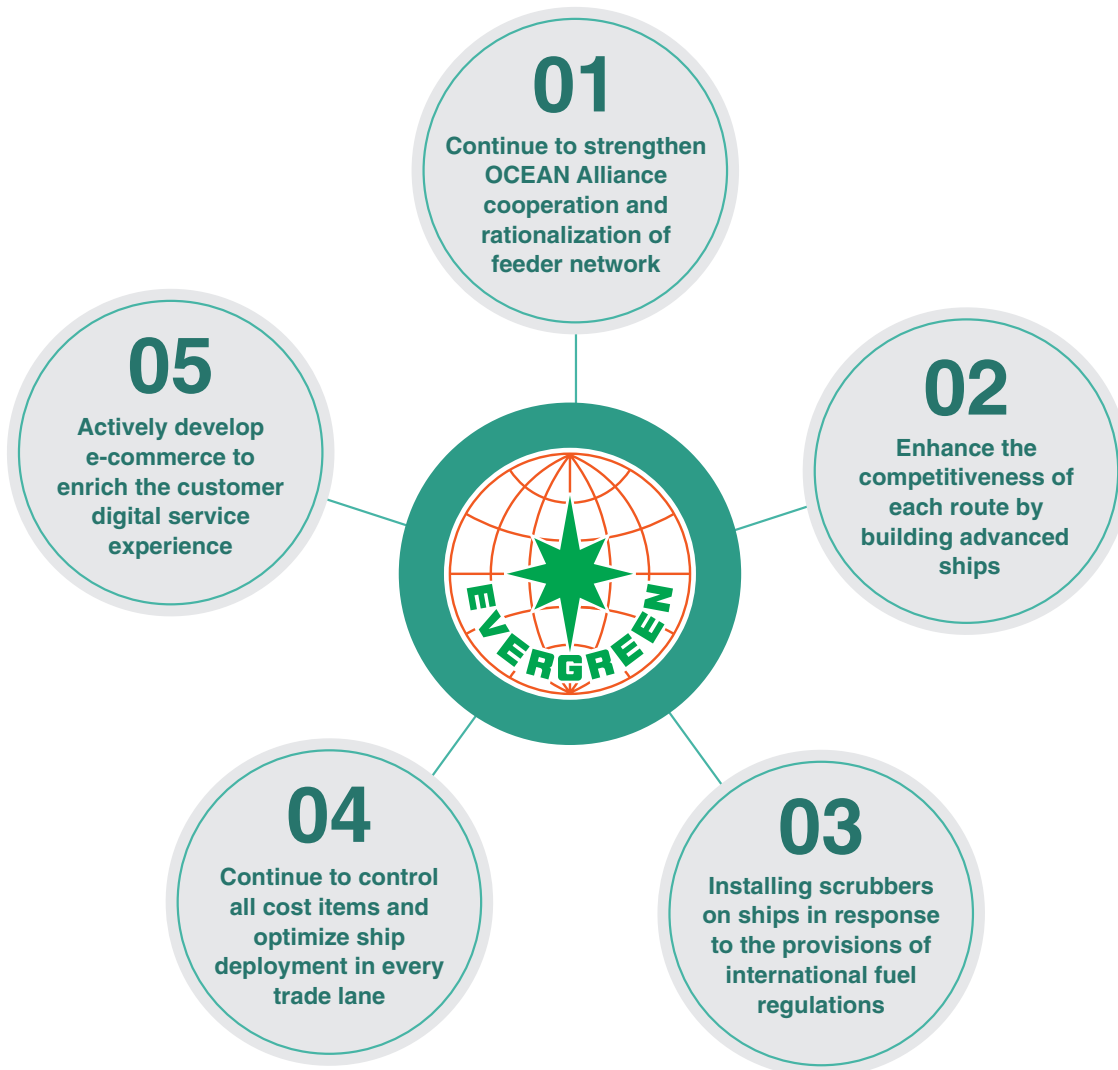 01
Continue to strengthen
OCEAN Alliance
cooperation and
rationalization of
feeder network
02
Enhance the
competitiveness of
each route by
building advanced
ships
03
Installing scrubbers
on ships in response
to the provisions of
international fuel
regulations
04
Continue to control
all cost items and
optimize ship
deployment in every
trade lane
05
Actively develop
e-commerce to
enrich the customer
digital service
experience
EVERGREEN